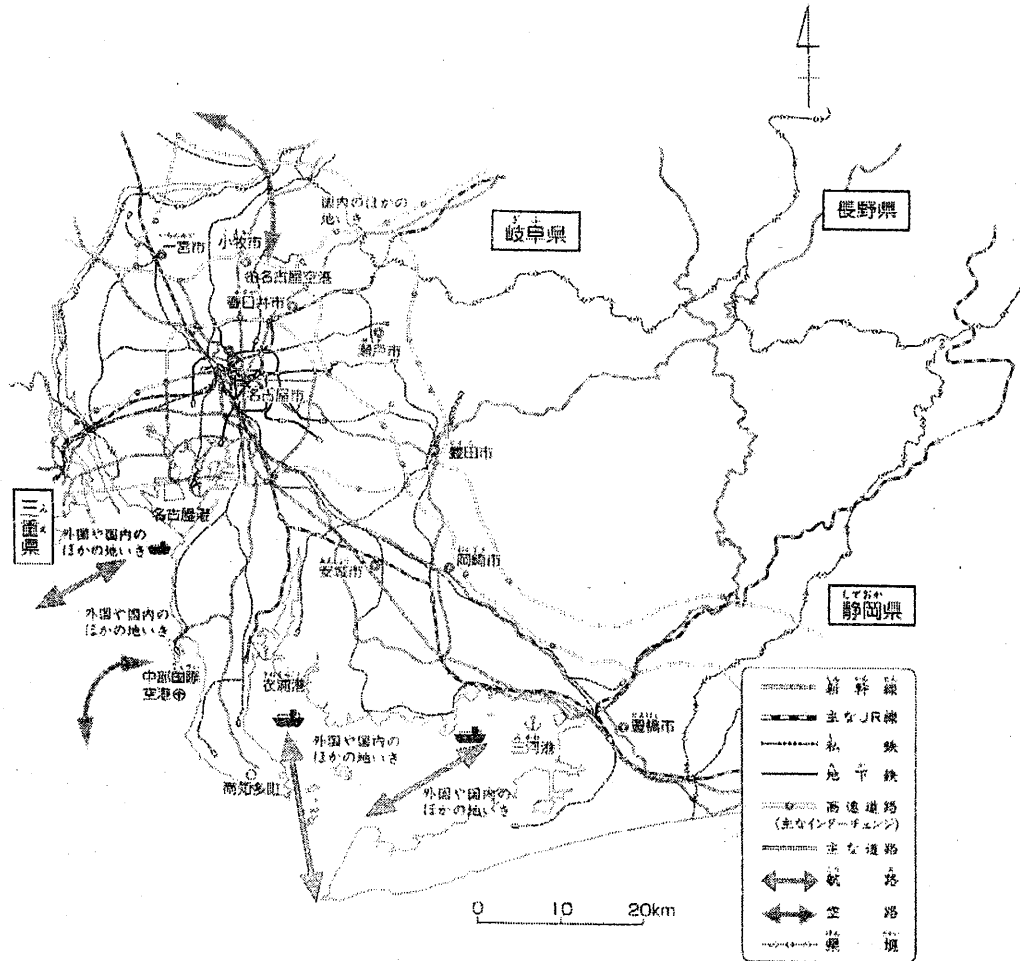 国内のほかの
地いき
岐阜県
長野県
一宮市
小牧市
名古屋空港
春日井市
瀬戸市
名古屋市
豊田市
三重県
名古屋港
外国や国内の
ほかの地いき
安城市
岡崎市
しずおか
静岡県
外国や国内の
ほかの地いき
中部国際
空港
衣浦港
三河港
豊橋市
外国や国内の
ほかの地いき
南知多町
外国や国内の
ほかの地いき
新幹線
主なJR線
私鉄
地下鉄
高速道路
(主なインターチェンジ)
主な道路
航路
空路
県境
0 10 20km